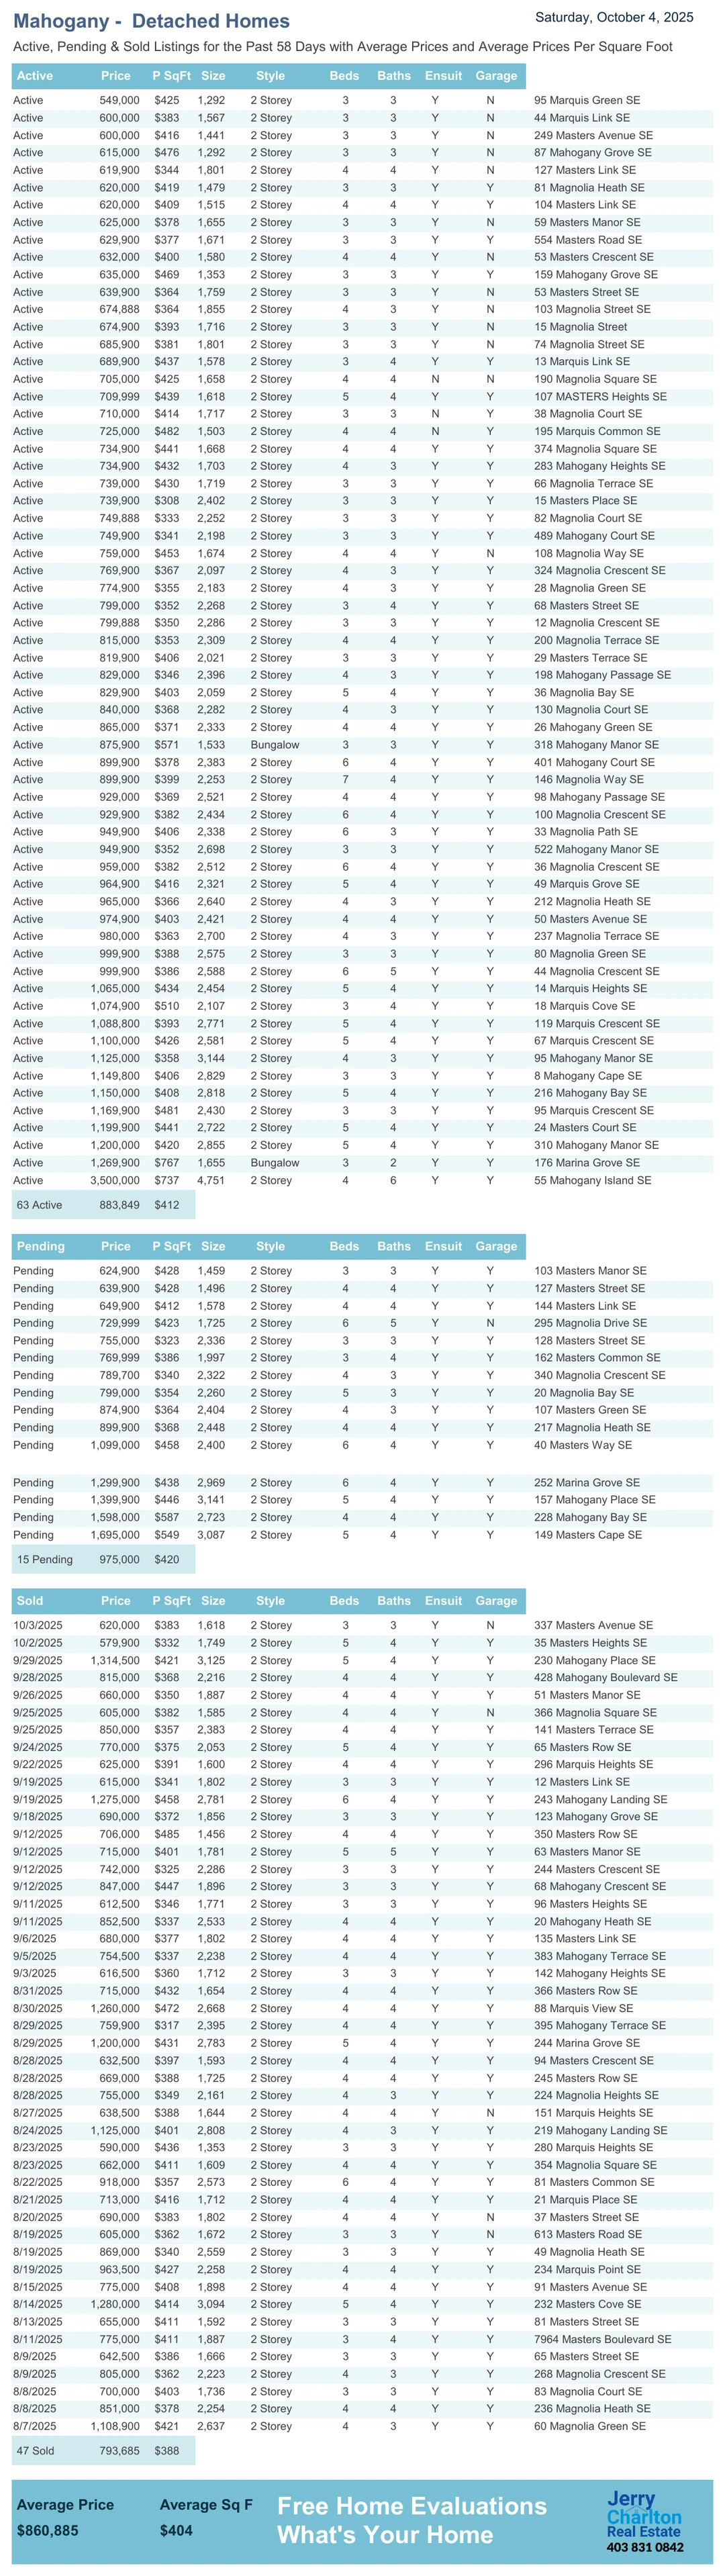 Mahogany -  Detached Homes
Saturday, October 4, 2025
Active, Pending & Sold Listings for the Past 58 Days with Average Prices and Average Prices Per Square Foot
Active Price P SqFt Size Style Beds Baths Ensuit Garage
Active 549,000 $425 1,292 2 Storey 3 3 Y N 95 Marquis Green SE
Active 600,000 $383 1,567 2 Storey 3 3 Y N 44 Marquis Link SE
Active 600,000 $416 1,441 2 Storey 3 3 Y N 249 Masters Avenue SE
Active 615,000 $476 1,292 2 Storey 3 3 Y N 87 Mahogany Grove SE
Active 619,900 $344 1,801 2 Storey 4 4 Y N 127 Masters Link SE
Active 620,000 $419 1,479 2 Storey 3 3 Y Y 81 Magnolia Heath SE
Active 620,000 $409 1,515 2 Storey 4 4 Y Y 104 Masters Link SE
Active 625,000 $378 1,655 2 Storey 3 3 Y N 59 Masters Manor SE
Active 629,900 $377 1,671 2 Storey 3 3 Y Y 554 Masters Road SE
Active 632,000 $400 1,580 2 Storey 4 4 Y N 53 Masters Crescent SE
Active 635,000 $469 1,353 2 Storey 3 3 Y Y 159 Mahogany Grove SE
Active 639,900 $364 1,759 2 Storey 3 3 Y N 53 Masters Street SE
Active 674,888 $364 1,855 2 Storey 4 3 Y N 103 Magnolia Street SE
Active 674,900 $393 1,716 2 Storey 3 3 Y N 15 Magnolia Street
Active 685,900 $381 1,801 2 Storey 3 3 Y N 74 Magnolia Street SE
Active 689,900 $437 1,578 2 Storey 3 4 Y Y 13 Marquis Link SE
Active 705,000 $425 1,658 2 Storey 4 4 N N 190 Magnolia Square SE
Active 709,999 $439 1,618 2 Storey 5 4 Y Y 107 MASTERS Heights SE
Active 710,000 $414 1,717 2 Storey 3 3 N Y 38 Magnolia Court SE
Active 725,000 $482 1,503 2 Storey 4 4 N Y 195 Marquis Common SE
Active 734,900 $441 1,668 2 Storey 4 4 Y Y 374 Magnolia Square SE
Active 734,900 $432 1,703 2 Storey 4 3 Y Y 283 Mahogany Heights SE
Active 739,000 $430 1,719 2 Storey 3 3 Y Y 66 Magnolia Terrace SE
Active 739,900 $308 2,402 2 Storey 3 3 Y Y 15 Masters Place SE
Active 749,888 $333 2,252 2 Storey 3 3 Y Y 82 Magnolia Court SE
Active 749,900 $341 2,198 2 Storey 3 3 Y Y 489 Mahogany Court SE
Active 759,000 $453 1,674 2 Storey 4 4 Y N 108 Magnolia Way SE
Active 769,900 $367 2,097 2 Storey 4 3 Y Y 324 Magnolia Crescent SE
Active 774,900 $355 2,183 2 Storey 4 3 Y Y 28 Magnolia Green SE
Active 799,000 $352 2,268 2 Storey 3 4 Y Y 68 Masters Street SE
Active 799,888 $350 2,286 2 Storey 3 3 Y Y 12 Magnolia Crescent SE
Active 815,000 $353 2,309 2 Storey 4 4 Y Y 200 Magnolia Terrace SE
Active 819,900 $406 2,021 2 Storey 3 3 Y Y 29 Masters Terrace SE
Active 829,000 $346 2,396 2 Storey 4 3 Y Y 198 Mahogany Passage SE
Active 829,900 $403 2,059 2 Storey 5 4 Y Y 36 Magnolia Bay SE
Active 840,000 $368 2,282 2 Storey 4 3 Y Y 130 Magnolia Court SE
Active 865,000 $371 2,333 2 Storey 4 4 Y Y 26 Mahogany Green SE
Active 875,900 $571 1,533 Bungalow 3 3 Y Y 318 Mahogany Manor SE
Active 899,900 $378 2,383 2 Storey 6 4 Y Y 401 Mahogany Court SE
Active 899,900 $399 2,253 2 Storey 7 4 Y Y 146 Magnolia Way SE
Active 929,000 $369 2,521 2 Storey 4 4 Y Y 98 Mahogany Passage SE
Active 929,900 $382 2,434 2 Storey 6 4 Y Y 100 Magnolia Crescent SE
Active 949,900 $406 2,338 2 Storey 6 3 Y Y 33 Magnolia Path SE
Active 949,900 $352 2,698 2 Storey 3 3 Y Y 522 Mahogany Manor SE
Active 959,000 $382 2,512 2 Storey 6 4 Y Y 36 Magnolia Crescent SE
Active 964,900 $416 2,321 2 Storey 5 4 Y Y 49 Marquis Grove SE
Active 965,000 $366 2,640 2 Storey 4 3 Y Y 212 Magnolia Heath SE
Active 974,900 $403 2,421 2 Storey 4 4 Y Y 50 Masters Avenue SE
Active 980,000 $363 2,700 2 Storey 4 3 Y Y 237 Magnolia Terrace SE
Active 999,900 $388 2,575 2 Storey 3 3 Y Y 80 Magnolia Green SE
Active 999,900 $386 2,588 2 Storey 6 5 Y Y 44 Magnolia Crescent SE
Active 1,065,000 $434 2,454 2 Storey 5 4 Y Y 14 Marquis Heights SE
Active 1,074,900 $510 2,107 2 Storey 3 4 Y Y 18 Marquis Cove SE
Active 1,088,800 $393 2,771 2 Storey 5 4 Y Y 119 Marquis Crescent SE
Active 1,100,000 $426 2,581 2 Storey 5 4 Y Y 67 Marquis Crescent SE
Active 1,125,000 $358 3,144 2 Storey 4 3 Y Y 95 Mahogany Manor SE
Active 1,149,800 $406 2,829 2 Storey 3 3 Y Y 8 Mahogany Cape SE
Active 1,150,000 $408 2,818 2 Storey 5 4 Y Y 216 Mahogany Bay SE
Active 1,169,900 $481 2,430 2 Storey 3 3 Y Y 95 Marquis Crescent SE
Active 1,199,900 $441 2,722 2 Storey 5 4 Y Y 24 Masters Court SE
Active 1,200,000 $420 2,855 2 Storey 5 4 Y Y 310 Mahogany Manor SE
Active 1,269,900 $767 1,655 Bungalow 3 2 Y Y 176 Marina Grove SE
Active 3,500,000 $737 4,751 2 Storey 4 6 Y Y 55 Mahogany Island SE
63 Active 883,849 $412
Pending Price P SqFt Size Style Beds Baths Ensuit Garage
Pending 624,900 $428 1,459 2 Storey 3 3 Y Y 103 Masters Manor SE
Pending 639,900 $428 1,496 2 Storey 4 4 Y Y 127 Masters Street SE
Pending 649,900 $412 1,578 2 Storey 4 4 Y Y 144 Masters Link SE
Pending 729,999 $423 1,725 2 Storey 6 5 Y N 295 Magnolia Drive SE
Pending 755,000 $323 2,336 2 Storey 3 3 Y Y 128 Masters Street SE
Pending 769,999 $386 1,997 2 Storey 3 4 Y Y 162 Masters Common SE
Pending 789,700 $340 2,322 2 Storey 4 3 Y Y 340 Magnolia Crescent SE
Pending 799,000 $354 2,260 2 Storey 5 3 Y Y 20 Magnolia Bay SE
Pending 874,900 $364 2,404 2 Storey 4 3 Y Y 107 Masters Green SE
Pending 899,900 $368 2,448 2 Storey 4 4 Y Y 217 Magnolia Heath SE
Pending 1,099,000 $458 2,400 2 Storey 6 4 Y Y 40 Masters Way SE
Pending 1,299,900 $438 2,969 2 Storey 6 4 Y Y 252 Marina Grove SE
Pending 1,399,900 $446 3,141 2 Storey 5 4 Y Y 157 Mahogany Place SE
Pending 1,598,000 $587 2,723 2 Storey 4 4 Y Y 228 Mahogany Bay SE
Pending 1,695,000 $549 3,087 2 Storey 5 4 Y Y 149 Masters Cape SE
15 Pending 975,000 $420
Sold Price P SqFt Size Style Beds Baths Ensuit Garage
10/3/2025 620,000 $383 1,618 2 Storey 3 3 Y N 337 Masters Avenue SE
10/2/2025 579,900 $332 1,749 2 Storey 5 4 Y Y 35 Masters Heights SE
9/29/2025 1,314,500 $421 3,125 2 Storey 5 4 Y Y 230 Mahogany Place SE
9/28/2025 815,000 $368 2,216 2 Storey 4 4 Y Y 428 Mahogany Boulevard SE
9/26/2025 660,000 $350 1,887 2 Storey 4 4 Y Y 51 Masters Manor SE
9/25/2025 605,000 $382 1,585 2 Storey 4 4 Y N 366 Magnolia Square SE
9/25/2025 850,000 $357 2,383 2 Storey 4 4 Y Y 141 Masters Terrace SE
9/24/2025 770,000 $375 2,053 2 Storey 5 4 Y Y 65 Masters Row SE
9/22/2025 625,000 $391 1,600 2 Storey 4 4 Y Y 296 Marquis Heights SE
9/19/2025 615,000 $341 1,802 2 Storey 3 3 Y Y 12 Masters Link SE
9/19/2025 1,275,000 $458 2,781 2 Storey 6 4 Y Y 243 Mahogany Landing SE
9/18/2025 690,000 $372 1,856 2 Storey 3 3 Y Y 123 Mahogany Grove SE
9/12/2025 706,000 $485 1,456 2 Storey 4 4 Y Y 350 Masters Row SE
9/12/2025 715,000 $401 1,781 2 Storey 5 5 Y Y 63 Masters Manor SE
9/12/2025 742,000 $325 2,286 2 Storey 3 3 Y Y 244 Masters Crescent SE
9/12/2025 847,000 $447 1,896 2 Storey 3 3 Y Y 68 Mahogany Crescent SE
9/11/2025 612,500 $346 1,771 2 Storey 3 3 Y Y 96 Masters Heights SE
9/11/2025 852,500 $337 2,533 2 Storey 4 4 Y Y 20 Mahogany Heath SE
9/6/2025 680,000 $377 1,802 2 Storey 4 4 Y Y 135 Masters Link SE
9/5/2025 754,500 $337 2,238 2 Storey 4 4 Y Y 383 Mahogany Terrace SE
9/3/2025 616,500 $360 1,712 2 Storey 3 3 Y Y 142 Mahogany Heights SE
8/31/2025 715,000 $432 1,654 2 Storey 4 4 Y Y 366 Masters Row SE
8/30/2025 1,260,000 $472 2,668 2 Storey 4 4 Y Y 88 Marquis View SE
8/29/2025 759,900 $317 2,395 2 Storey 4 4 Y Y 395 Mahogany Terrace SE
8/29/2025 1,200,000 $431 2,783 2 Storey 5 4 Y Y 244 Marina Grove SE
8/28/2025 632,500 $397 1,593 2 Storey 4 4 Y Y 94 Masters Crescent SE
8/28/2025 669,000 $388 1,725 2 Storey 4 4 Y Y 245 Masters Row SE
8/28/2025 755,000 $349 2,161 2 Storey 4 3 Y Y 224 Magnolia Heights SE
8/27/2025 638,500 $388 1,644 2 Storey 4 4 Y N 151 Marquis Heights SE
8/24/2025 1,125,000 $401 2,808 2 Storey 4 3 Y Y 219 Mahogany Landing SE
8/23/2025 590,000 $436 1,353 2 Storey 3 3 Y Y 280 Marquis Heights SE
8/23/2025 662,000 $411 1,609 2 Storey 4 4 Y Y 354 Magnolia Square SE
8/22/2025 918,000 $357 2,573 2 Storey 6 4 Y Y 81 Masters Common SE
8/21/2025 713,000 $416 1,712 2 Storey 4 4 Y Y 21 Marquis Place SE
8/20/2025 690,000 $383 1,802 2 Storey 4 4 Y N 37 Masters Street SE
8/19/2025 605,000 $362 1,672 2 Storey 3 3 Y N 613 Masters Road SE
8/19/2025 869,000 $340 2,559 2 Storey 3 3 Y Y 49 Magnolia Heath SE
8/19/2025 963,500 $427 2,258 2 Storey 4 4 Y Y 234 Marquis Point SE
8/15/2025 775,000 $408 1,898 2 Storey 4 4 Y Y 91 Masters Avenue SE
8/14/2025 1,280,000 $414 3,094 2 Storey 5 4 Y Y 232 Masters Cove SE
8/13/2025 655,000 $411 1,592 2 Storey 3 3 Y Y 81 Masters Street SE
8/11/2025 775,000 $411 1,887 2 Storey 3 4 Y Y 7964 Masters Boulevard SE
8/9/2025 642,500 $386 1,666 2 Storey 3 3 Y Y 65 Masters Street SE
8/9/2025 805,000 $362 2,223 2 Storey 4 3 Y Y 268 Magnolia Crescent SE
8/8/2025 700,000 $403 1,736 2 Storey 3 3 Y Y 83 Magnolia Court SE
8/8/2025 851,000 $378 2,254 2 Storey 4 4 Y Y 236 Magnolia Heath SE
8/7/2025 1,108,900 $421 2,637 2 Storey 4 3 Y Y 60 Magnolia Green SE
47 Sold 793,685 $388
Average Price Average Sq F
$860,885 $404
Free Home Evaluations
What's Your Home
Jerry
Charlton
Real Estate
403 831 0842